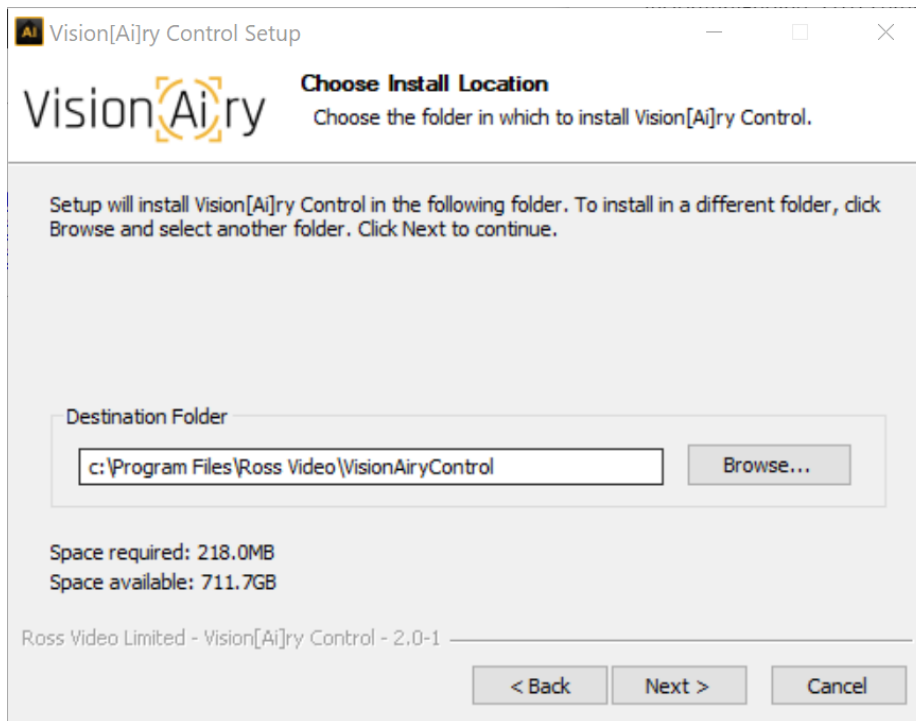 AI Vision[Ai]ry Control Setup
Vision[Ai]ry
Choose Install Location
Choose the folder in which to install Vision[Ai]ry Control.
Setup will install Vision[Ai]ry Control in the following folder. To install in a different folder, click
Browse and select another folder. Click Next to continue.
Destination Folder
c:\Program Files\Ross Video\VisionAiryControl
Browse...
Space required: 218.0MB
Space available: 711.7GB
Ross Video Limited - Vision[Ai]ry Control - 2.0-1
< Back Next > Cancel